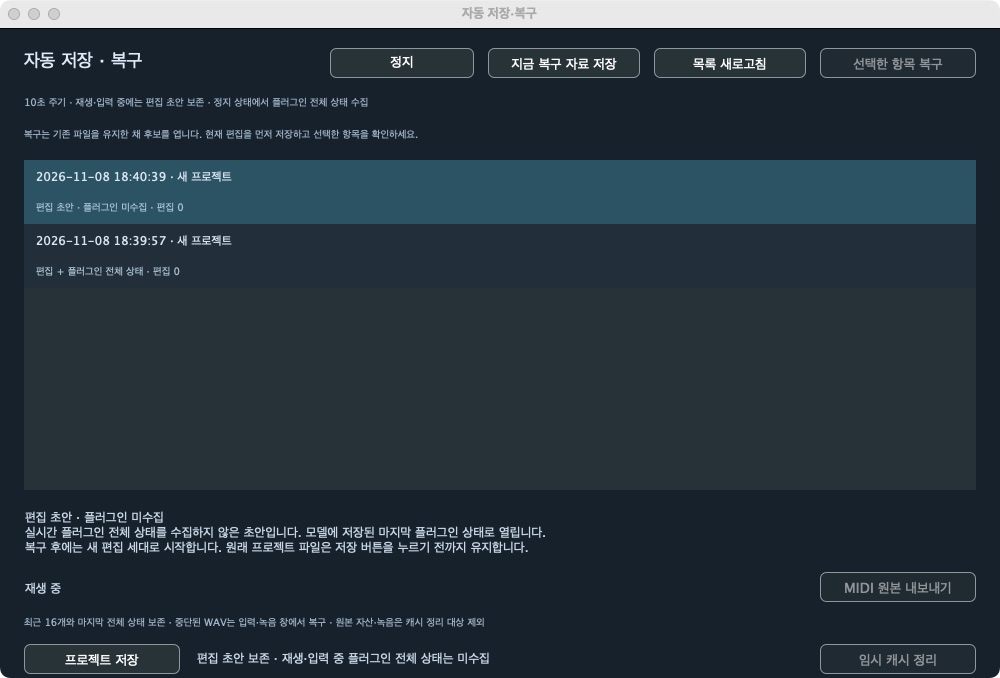 자동 저장·복구
자동 저장 · 복구
정지
지금 복구 자료 저장
목록 새로고침
선택한 항목 복구
10초 주기 · 재생·입력 중에는 편집 초안 보존 · 정지 상태에서 플러그인 전체 상태 수집
복구는 기존 파일을 유지한 채 후보를 엽니다. 현재 편집을 먼저 저장하고 선택한 항목을 확인하세요.
2026-11-08 18:40:39 · 새 프로젝트
편집 초안 · 플러그인 미수집 · 편집 0
2026-11-08 18:39:57 · 새 프로젝트
편집 + 플러그인 전체 상태 · 편집 0
편집 초안 · 플러그인 미수집
실시간 플러그인 전체 상태를 수집하지 않은 초안입니다. 모델에 저장된 마지막 플러그인 상태로 열립니다.
복구 후에는 새 편집 세대로 시작합니다. 원래 프로젝트 파일은 저장 버튼을 누르기 전까지 유지합니다.
재생 중
MIDI 원본 내보내기
최근 16개와 마지막 전체 상태 보존 · 중단된 WAV는 입력·녹음 창에서 복구 · 원본 자산·녹음은 캐시 정리 대상 제외
프로젝트 저장
편집 초안 보존 · 재생·입력 중 플러그인 전체 상태는 미수집
임시 캐시 정리